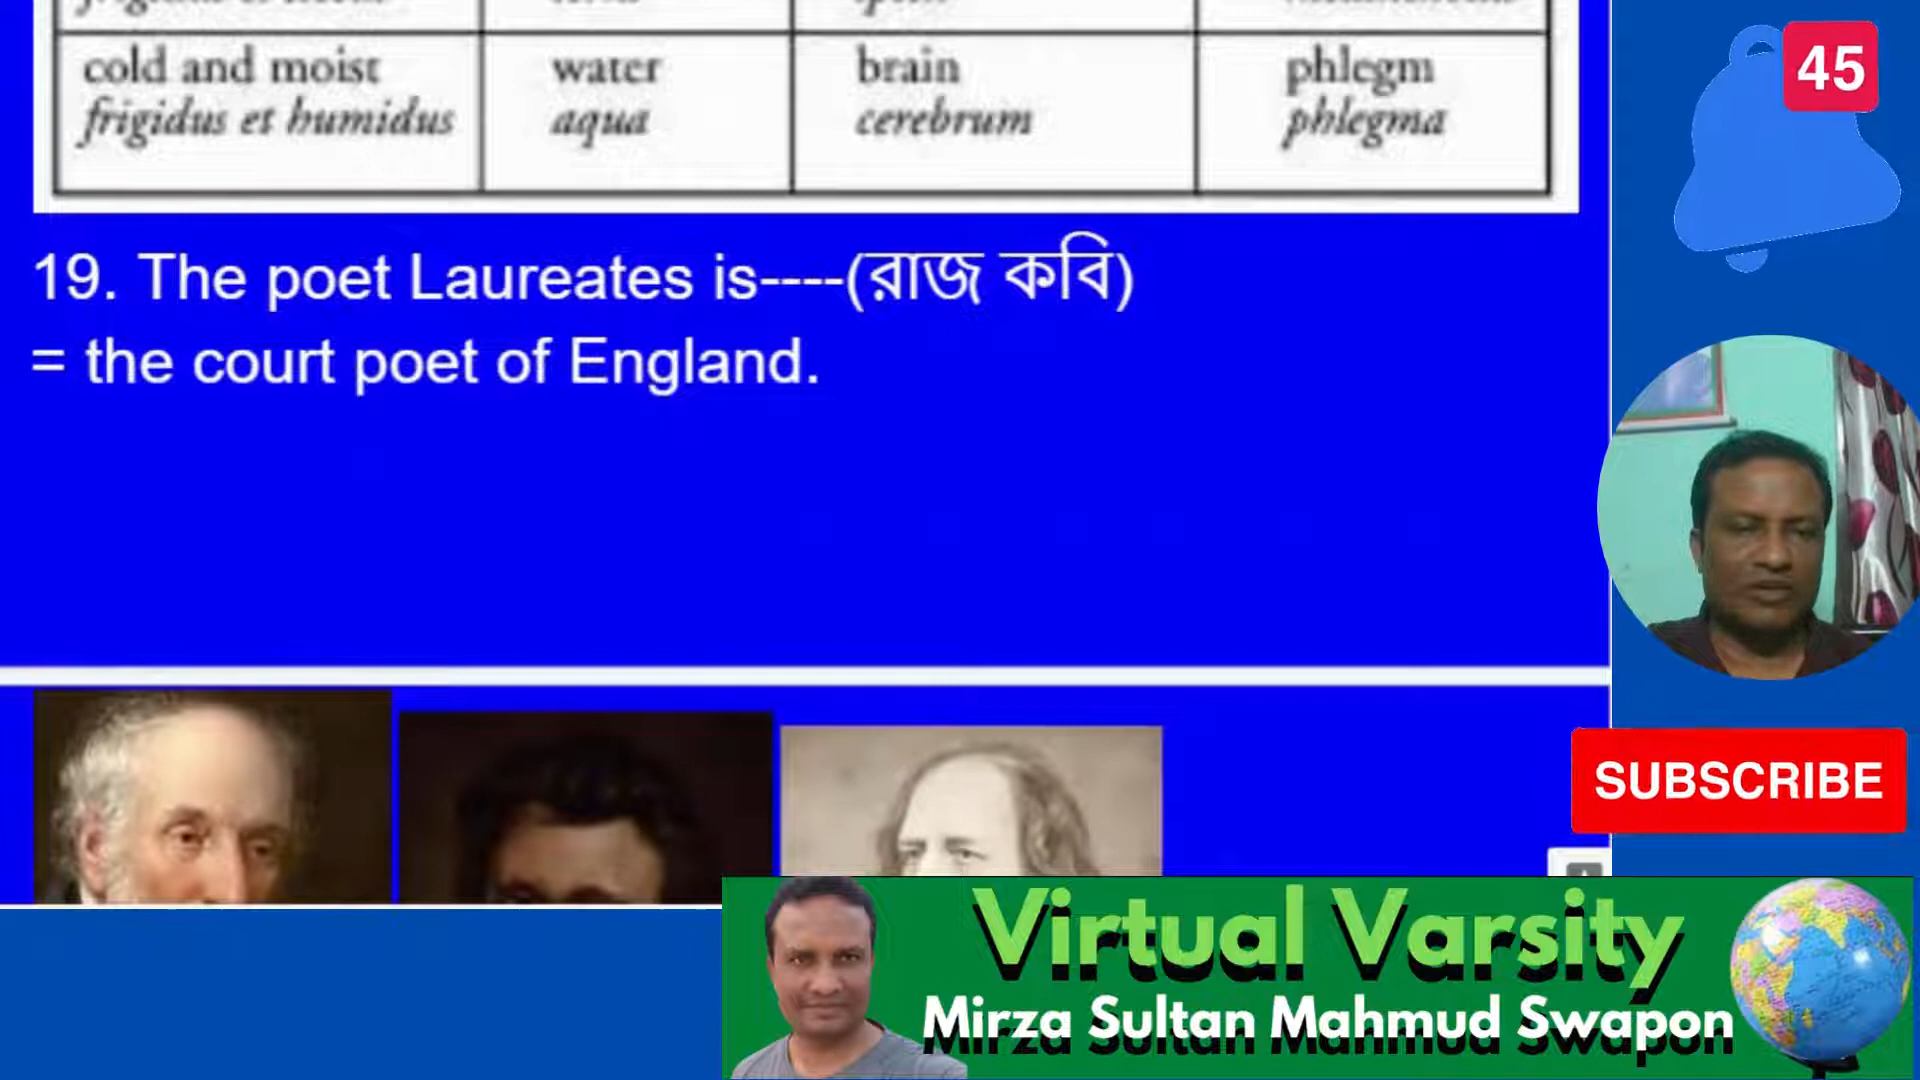 cold and moist water brain phlegm
frigidus et humidus aqua cerebrum phlegma
19. The poet Laureates is----(রাজ কবি)
= the court poet of England.
45
SUBSCRIBE
Virtual Varsity
Mirza Sultan Mahmud Swapon